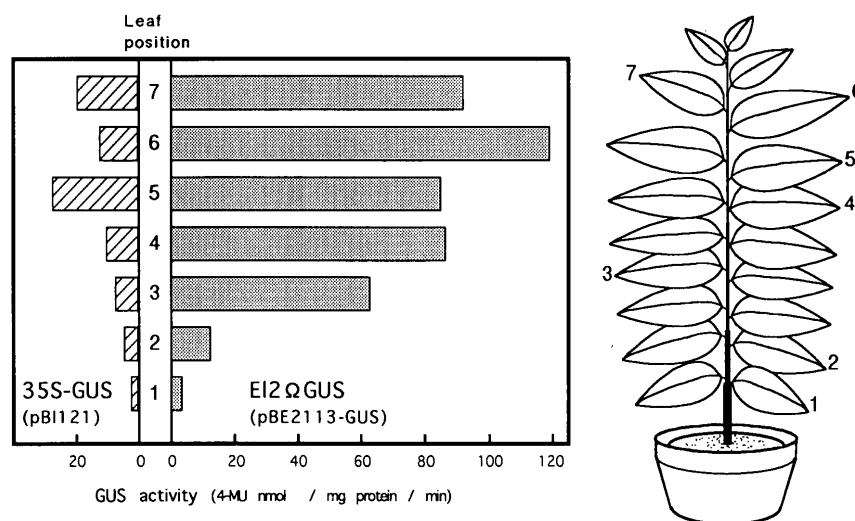 Leaf
position
7
6
5
4
3
2
1
35S-GUS
(pBI121)
El2ΩGUS
(pBE2113-GUS)
20 0 0 20 40 60 80 100 120
GUS activity (4-MU nmol / mg protein / min)
7
6
5
4
3
2
1